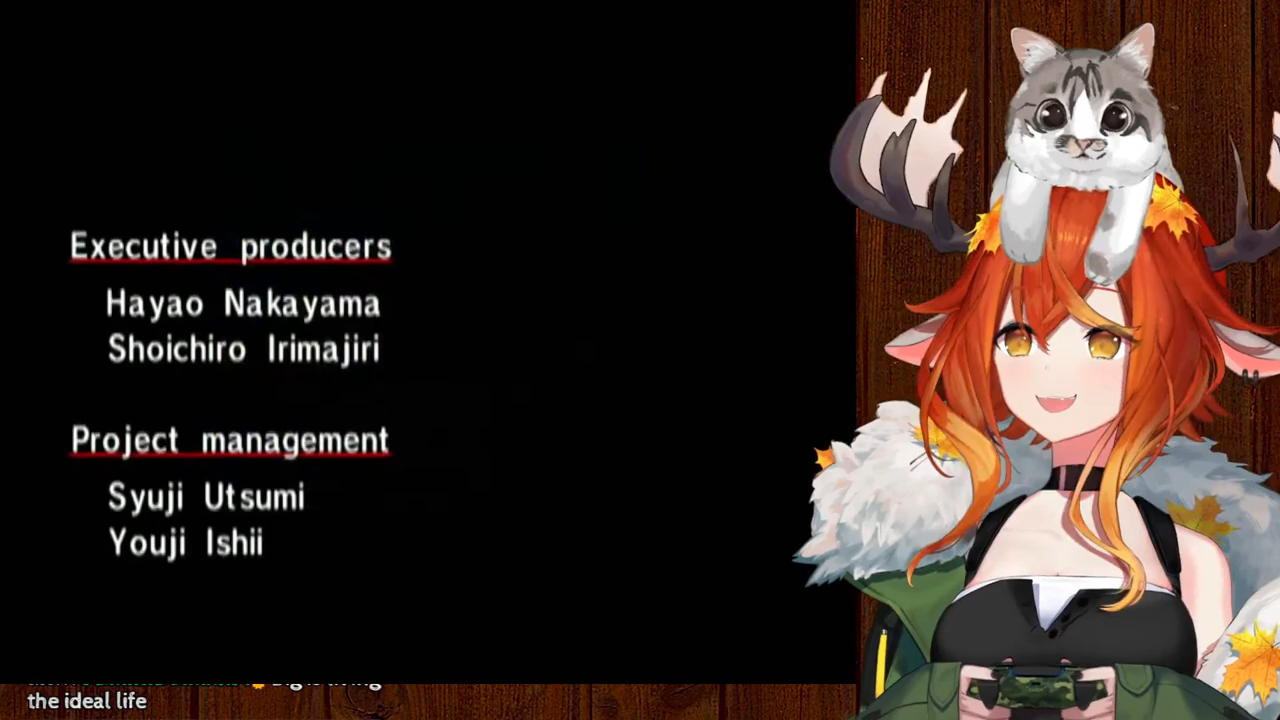 Executive producers
Hayao Nakayama
Shoichiro Irimajiri
Project management
Syuji Utsumi
Youji Ishii
the ideal life